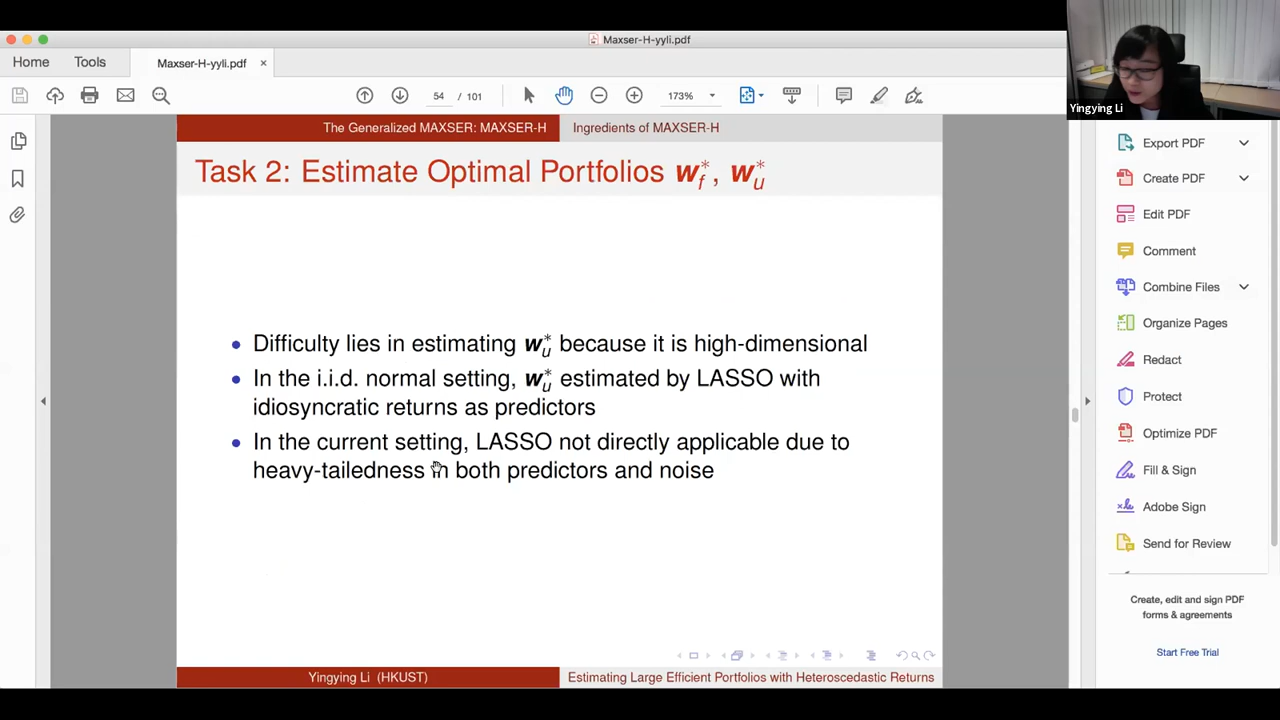 Maxser-H-yyli.pdf
Home
Tools
Maxser-H-yyli.pdf ×
54 / 101
173%
Yingying Li
The Generalized MAXSER: MAXSER-H
Ingredients of MAXSER-H
Task 2: Estimate Optimal Portfolios w*_f, w*_u
• Difficulty lies in estimating w*_u because it is high-dimensional
• In the i.i.d. normal setting, w*_u estimated by LASSO with
idiosyncratic returns as predictors
• In the current setting, LASSO not directly applicable due to
heavy-tailedness in both predictors and noise
Yingying Li (HKUST)
Estimating Large Efficient Portfolios with Heteroscedastic Returns
Export PDF
Create PDF
Edit PDF
Comment
Combine Files
Organize Pages
Redact
Protect
Optimize PDF
Fill & Sign
Adobe Sign
Send for Review
Create, edit and sign PDF
forms & agreements
Start Free Trial